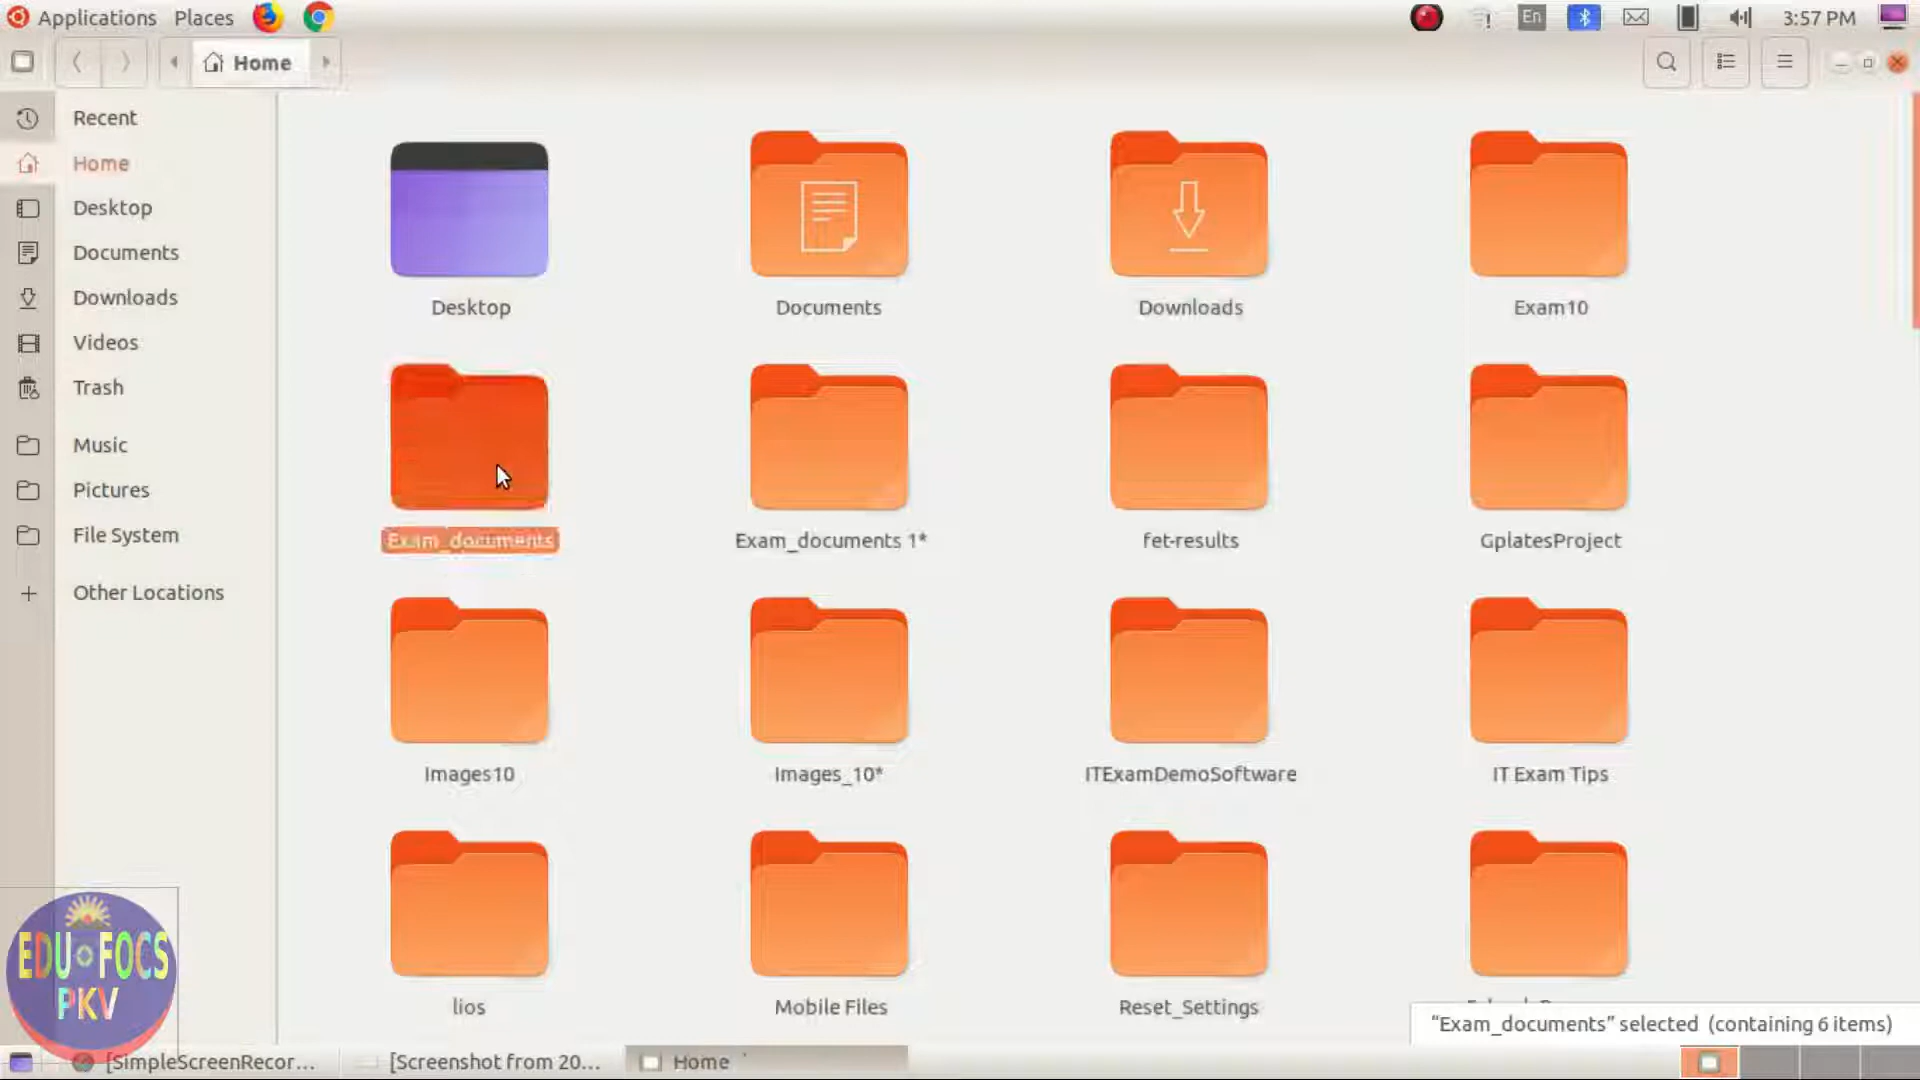 Applications Places
En 3:57 PM
Home
Recent
Home
Desktop
Documents
Downloads
Videos
Trash
Music
Pictures
File System
Other Locations
Desktop Documents Downloads Exam10
Exam_documents Exam_documents 1* fet-results GplatesProject
Images10 Images_10* ITExamDemoSoftware IT Exam Tips
lios Mobile Files Reset_Settings
"Exam_documents" selected (containing 6 items)
EDU FOCS
PKV
[SimpleScreenRecor... [Screenshot from 20... Home